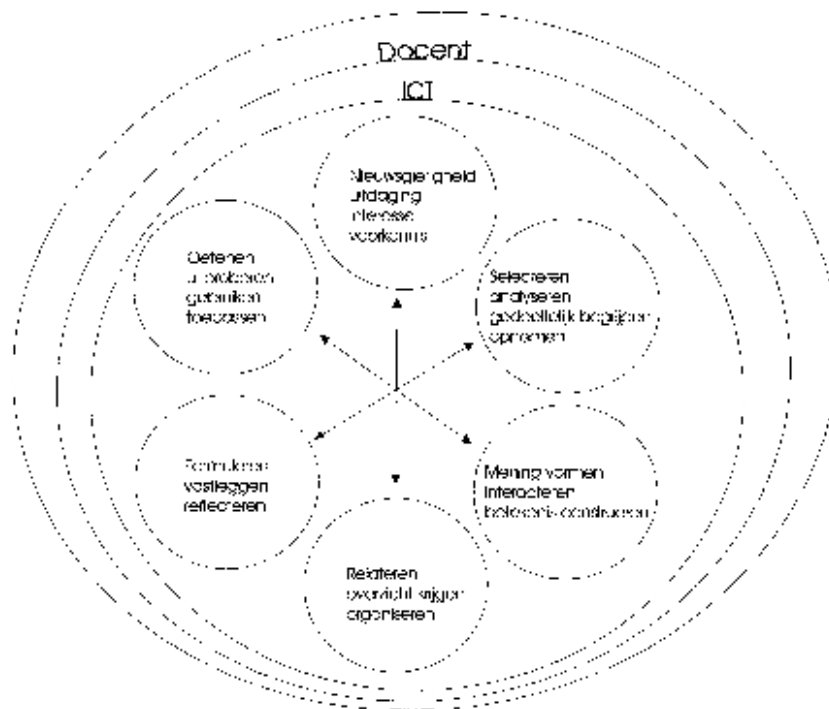 Docent
ICT
Nieuwsgierigheid
uitdaging
interesse
voorkennis
Oefenen
uitproberen
gebruiken
toepassen
Selecteren
analyseren
gedeeltelijk begrijpen
opnemen
Formuleren
vastleggen
reflecteren
Mening vormen
interacteren
betekenis construeren
Relateren
overzicht krijgen
organiseren